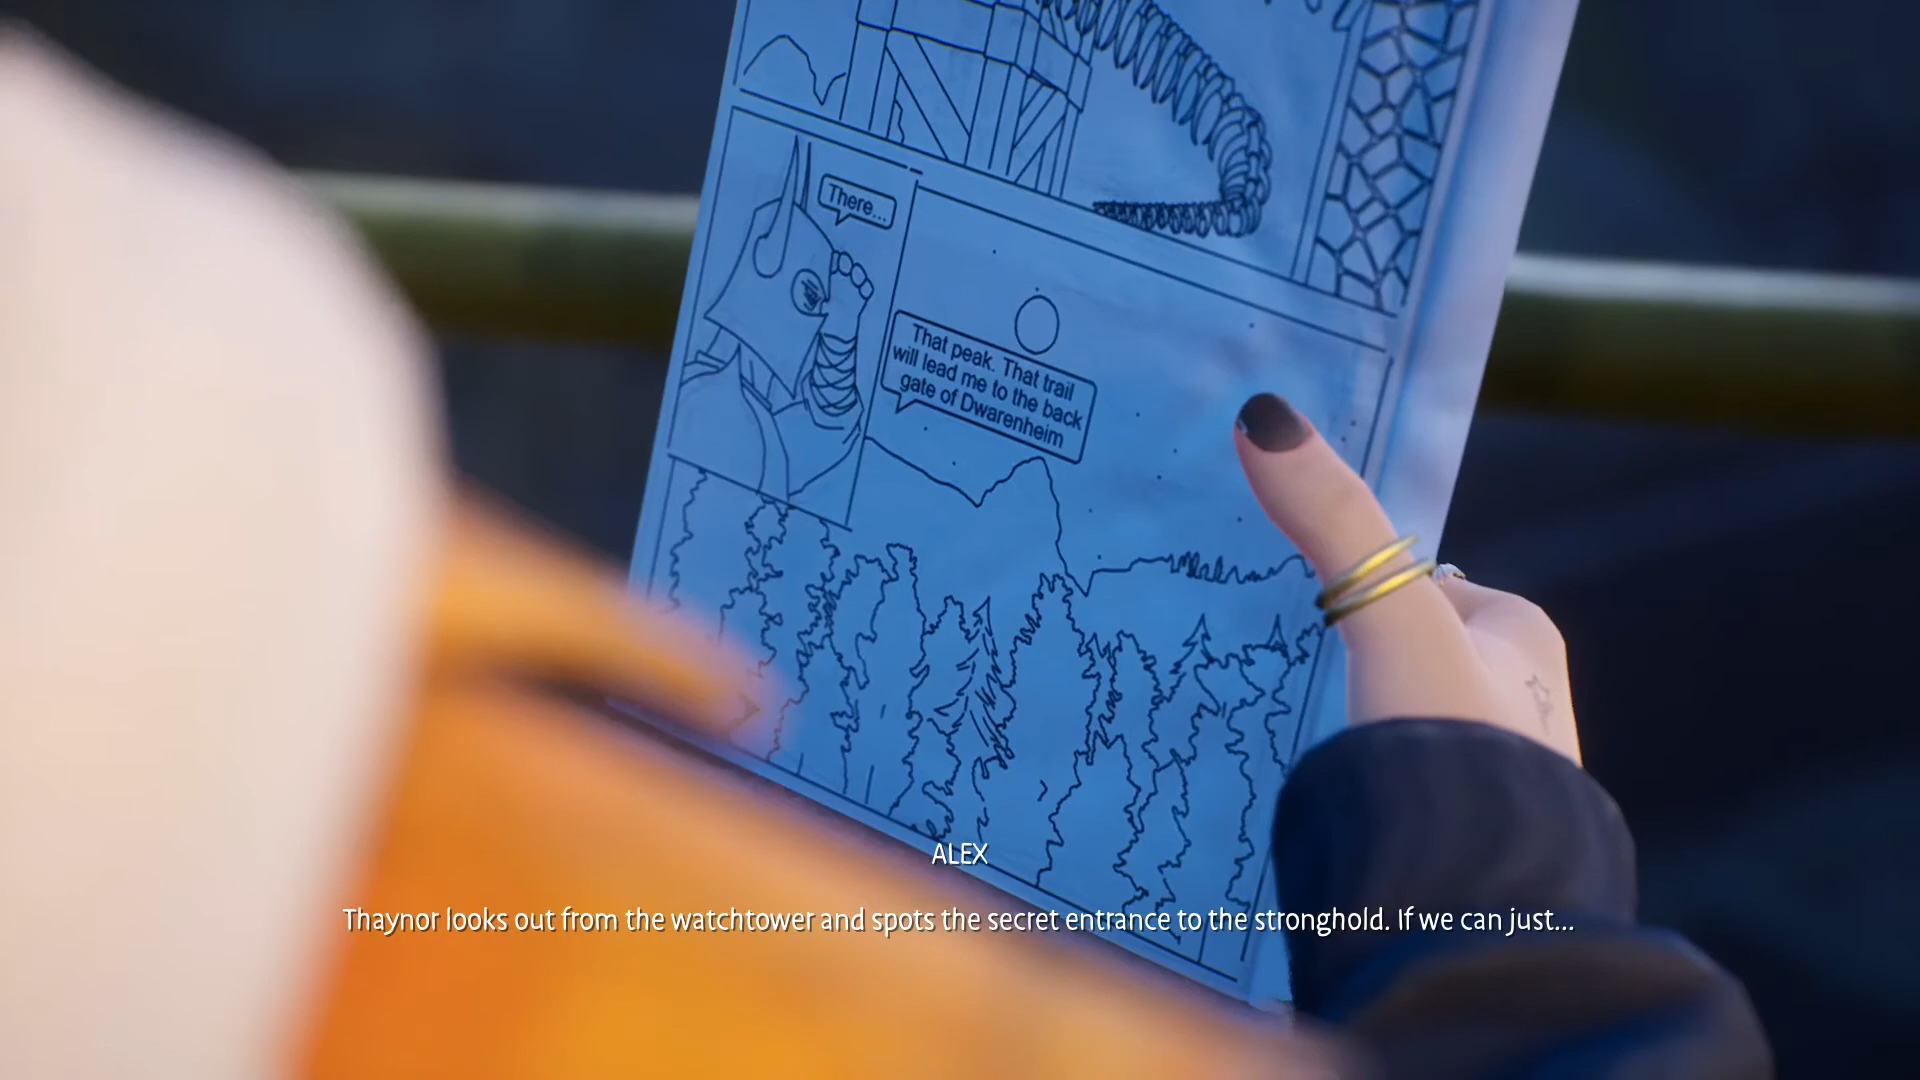 There...
That peak. That trail
will lead me to the back
gate of Dwarenheim
ALEX
Thaynor looks out from the watchtower and spots the secret entrance to the stronghold. If we can just...